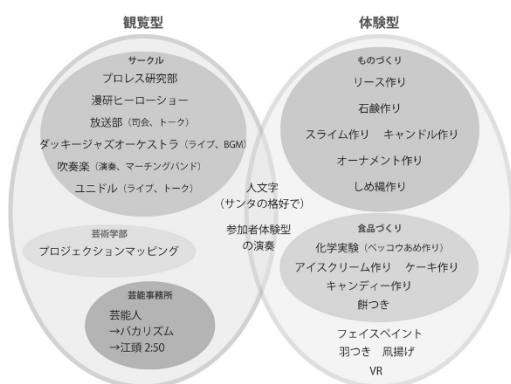 観覧型
サークル
プロレス研究部
漫研ヒーローショー
放送部（司会、トーク）
ダッキージャズオーケストラ（ライブ、BGM）
吹奏楽（演奏、マーチングバンド）
ユニドル（ライブ、トーク）
芸術学部
プロジェクションマッピング
芸能事務所
芸能人
→バカリズム
→江頭 2:50
人文字
（サンタの格好で）
参加者体験型
の演奏
体験型
ものづくり
リース作り
石鹸作り
スライム作り　キャンドル作り
オーナメント作り
しめ縄作り
食品づくり
化学実験（ベッコウあめ作り）
アイスクリーム作り　ケーキ作り
キャンディー作り
餅つき
フェイスペイント
羽つき　凧揚げ
VR